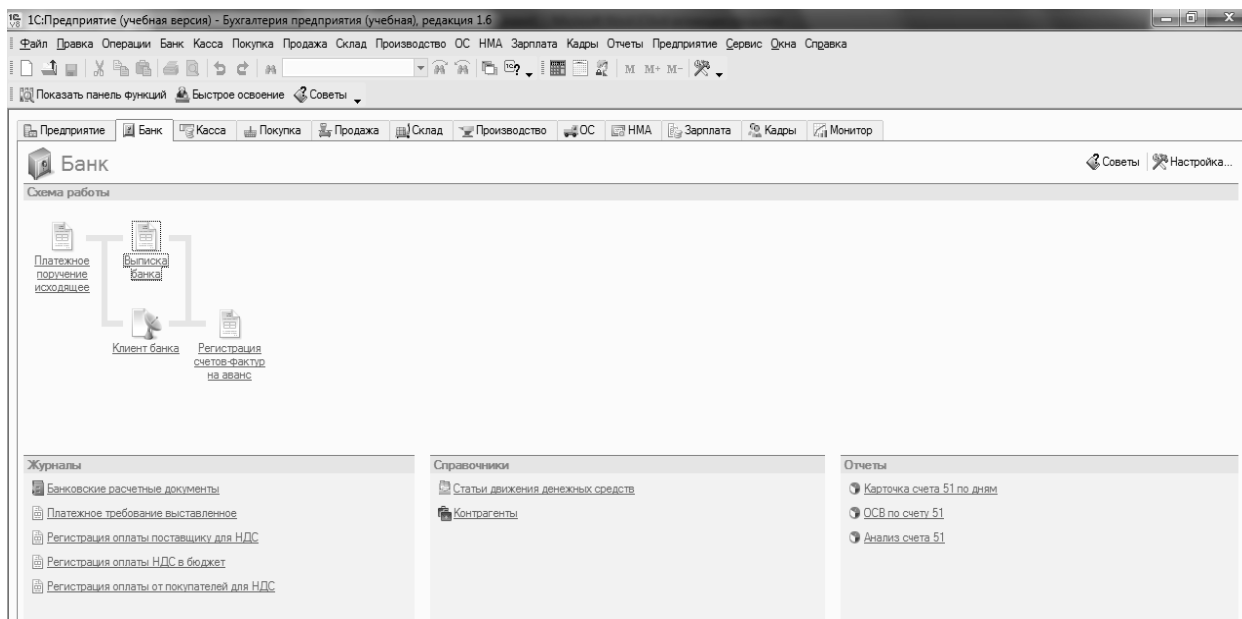 1С:Предприятие (учебная версия) - Бухгалтерия предприятия (учебная), редакция 1.6
Файл Правка Операции Банк Касса Покупка Продажа Склад Производство ОС НМА Зарплата Кадры Отчеты Предприятие Сервис Окна Справка
M M+ M-
Показать панель функций Быстрое освоение Советы
Предприятие Банк Касса Покупка Продажа Склад Производство ОС НМА Зарплата Кадры Монитор
Банк
Советы Настройка...
Схема работы
Платежное
поручение
исходящее
Выписка
банка
Клиент банка
Регистрация
счетов-фактур
на аванс
Журналы
Банковские расчетные документы
Платежное требование выставленное
Регистрация оплаты поставщику для НДС
Регистрация оплаты НДС в бюджет
Регистрация оплаты от покупателей для НДС
Справочники
Статьи движения денежных средств
Контрагенты
Отчеты
Карточка счета 51 по дням
ОСВ по счету 51
Анализ счета 51